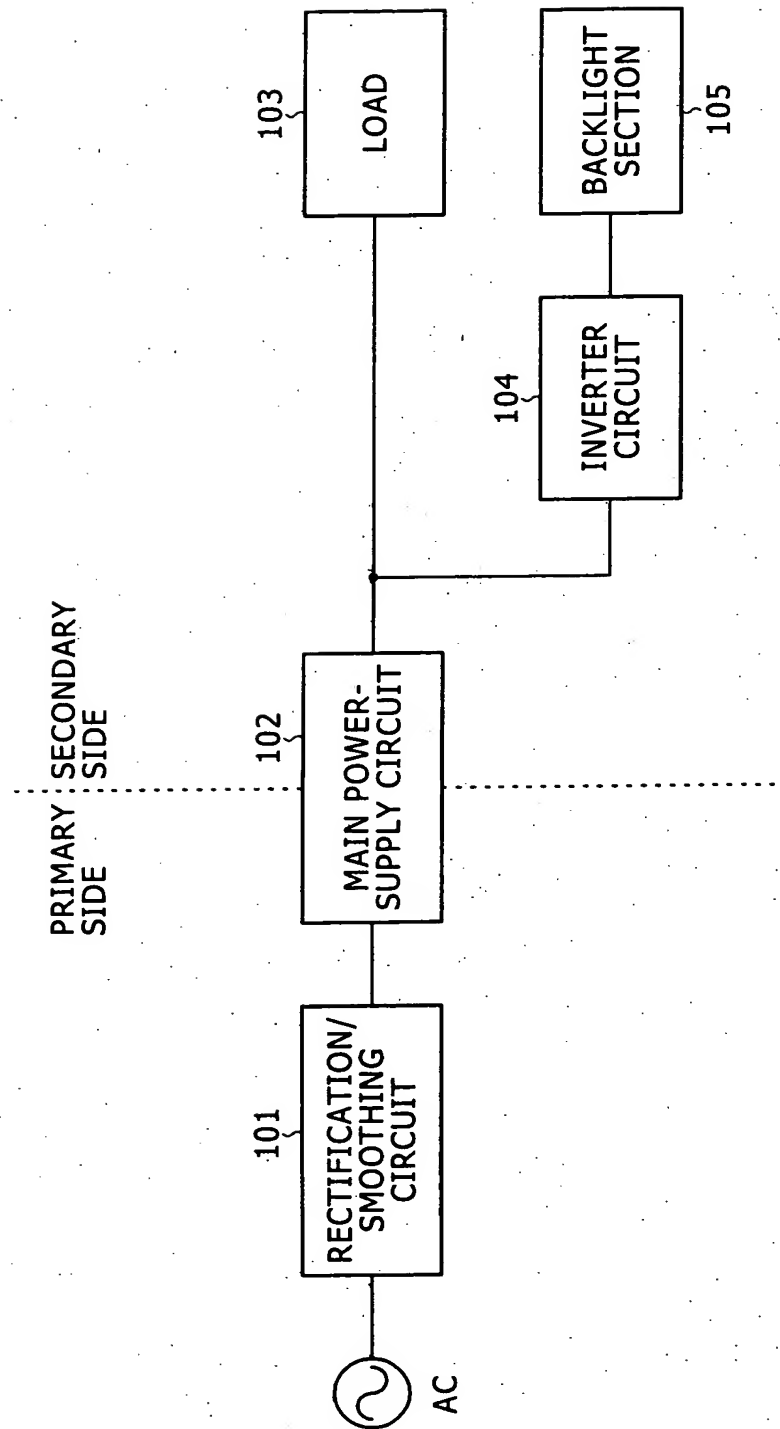 PRIMARY
SIDE
SECONDARY
SIDE
AC
101
RECTIFICATION/
SMOOTHING
CIRCUIT
102
MAIN POWER-
SUPPLY CIRCUIT
103
LOAD
104
INVERTER
CIRCUIT
BACKLIGHT
SECTION
105